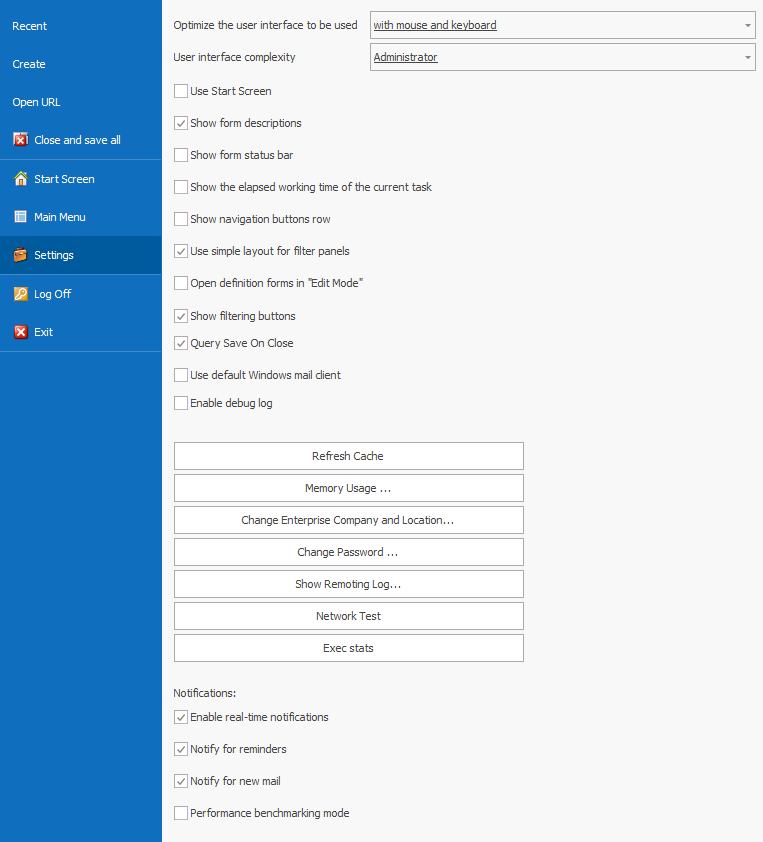 Recent
Create
Open URL
Close and save all
Start Screen
Main Menu
Settings
Log Off
Exit
Optimize the user interface to be used with mouse and keyboard
User interface complexity Administrator
Use Start Screen
Show form descriptions
Show form status bar
Show the elapsed working time of the current task
Show navigation buttons row
Use simple layout for filter panels
Open definition forms in "Edit Mode"
Show filtering buttons
Query Save On Close
Use default Windows mail client
Enable debug log
Refresh Cache
Memory Usage ...
Change Enterprise Company and Location...
Change Password ...
Show Remoting Log...
Network Test
Exec stats
Notifications:
Enable real-time notifications
Notify for reminders
Notify for new mail
Performance benchmarking mode